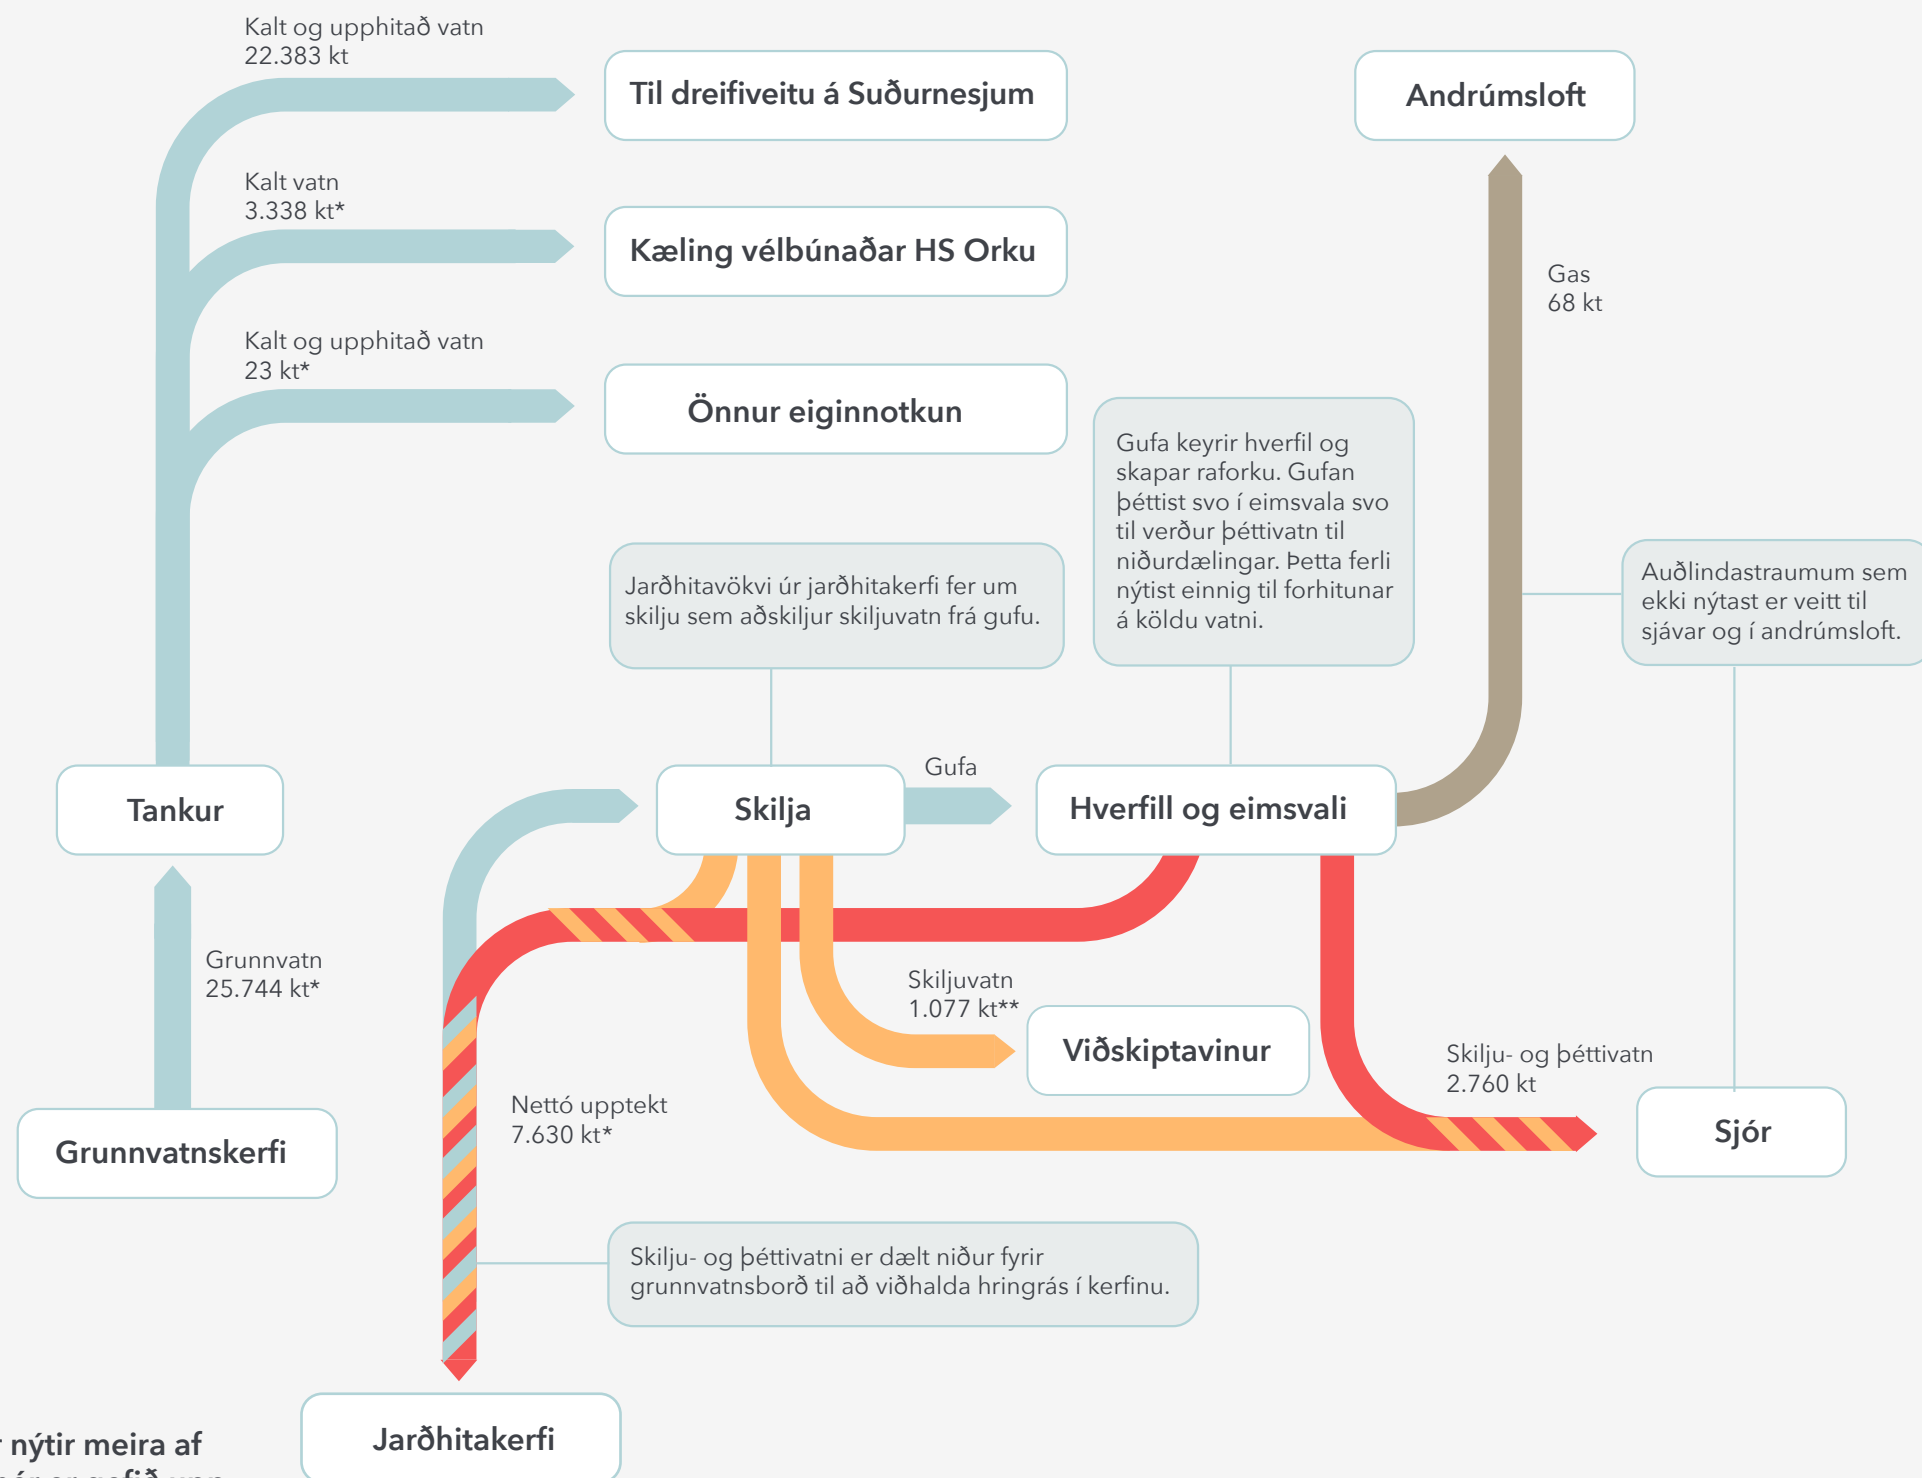 Kalt og upphitað vatn
22.383 kt
Til dreifiveitu á Suðurnesjum
Andrúmsloft
Kalt vatn
3.338 kt*
Kæling vélbúnaðar HS Orku
Gas
68 kt
Kalt og upphitað vatn
23 kt*
Önnur eiginnotkun
Gufa keyrir hverfil og
skapar raforku. Gufan
þéttist svo í eimsvala svo
til verður þéttivatn til
niðurdælingar. Þetta ferli
nýtist einnig til forhitunar
á köldu vatni.
Jarðhitavökvi úr jarðhitakerfi fer um
skilju sem aðskiljur skiljuvatn frá gufu.
Auðlindastraumum sem
ekki nýtast er veitt til
sjávar og í andrúmsloft.
Tankur
Skilja
Gufa
Hverfill og eimsvali
Grunnvatn
25.744 kt*
Skiljuvatn
1.077 kt**
Viðskiptavinur
Skilju- og þéttivatn
2.760 kt
Sjór
Nettó upptekt
7.630 kt*
Grunnvatnskerfi
Skilju- og þéttivatni er dælt niður fyrir
grunnvatnsborð til að viðhalda hringrás í kerfinu.
Jarðhitakerfi
nýtir meira af